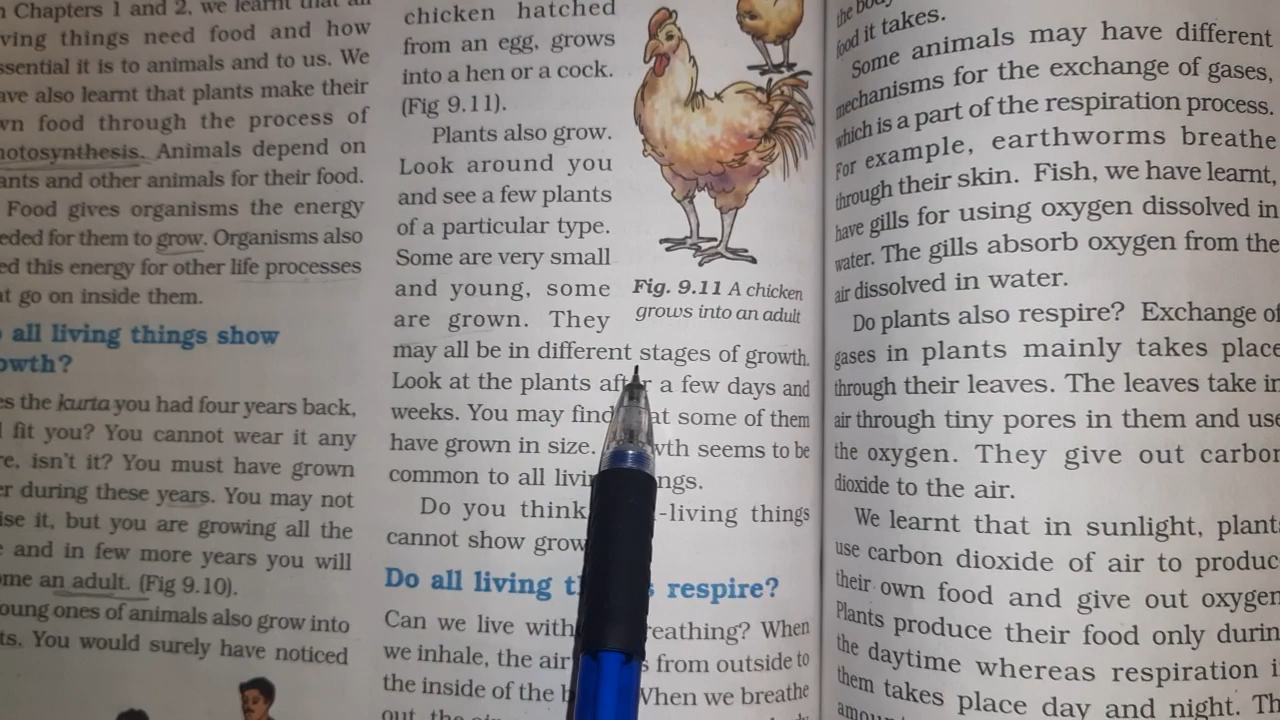 Chapters 1 and 2, we learnt that all
ving things need food and how
ssential it is to animals and to us. We
ave also learnt that plants make their
wn food through the process of
hotosynthesis. Animals depend on
ants and other animals for their food.
Food gives organisms the energy
eded for them to grow. Organisms also
ed this energy for other life processes
at go on inside them.
all living things show
owth?
es the kurta you had four years back,
fit you? You cannot wear it any
re, isn't it? You must have grown
er during these years. You may not
ise it, but you are growing all the
e and in few more years you will
ome an adult. (Fig 9.10).
oung ones of animals also grow into
ts. You would surely have noticed
chicken hatched
from an egg, grows
into a hen or a cock.
(Fig 9.11).
Plants also grow.
Look around you
and see a few plants
of a particular type.
Some are very small
and young, some
are grown. They
may all be in different stages of growth.
Look at the plants after a few days and
weeks. You may find at some of them
have grown in size. wth seems to be
common to all livi ngs.
Do you think -living things
cannot show grow
Do all living t s respire?
Can we live with reathing? When
we inhale, the air s from outside to
the inside of the b When we breathe
out, the
Fig. 9.11 A chicken
grows into an adult
the body
food it takes.
Some animals may have different
mechanisms for the exchange of gases,
which is a part of the respiration process.
For example, earthworms breathe
through their skin. Fish, we have learnt,
have gills for using oxygen dissolved in
water. The gills absorb oxygen from the
air dissolved in water.
Do plants also respire? Exchange of
gases in plants mainly takes place
through their leaves. The leaves take in
air through tiny pores in them and use
the oxygen. They give out carbon
dioxide to the air.
We learnt that in sunlight, plants
use carbon dioxide of air to produc
their own food and give out oxygen
Plants produce their food only durin
the daytime whereas respiration i
them takes place day and night. Th